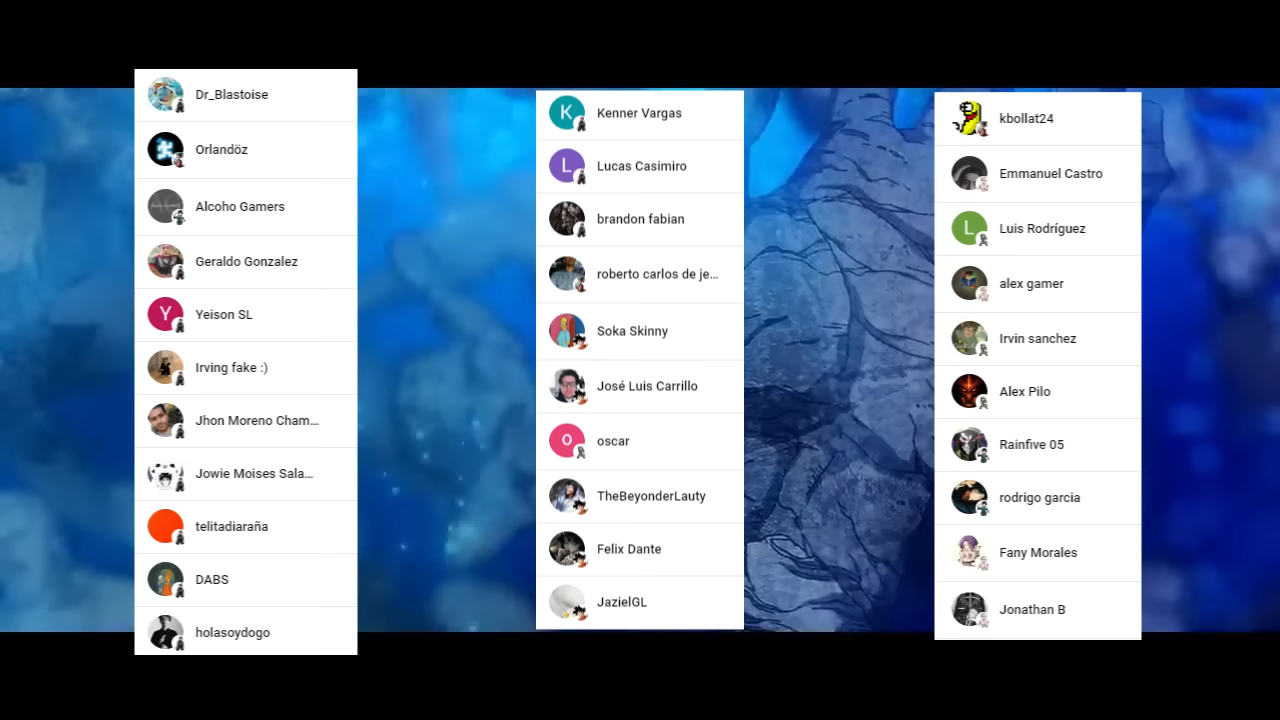 Dr_Blastoise
Orlandöz
Alcoho Gamers
Geraldo Gonzalez
Y
Yeison SL
Irving fake :)
Jhon Moreno Cham...
Jowie Moises Sala...
telitadiaraña
DABS
holasoydogo
K
Kenner Vargas
L
Lucas Casimiro
brandon fabian
roberto carlos de je...
Soka Skinny
José Luis Carrillo
o
oscar
TheBeyonderLauty
Felix Dante
JazielGL
kbollat24
Emmanuel Castro
L
Luis Rodríguez
alex gamer
Irvin sanchez
Alex Pilo
Rainfive 05
rodrigo garcia
Fany Morales
Jonathan B